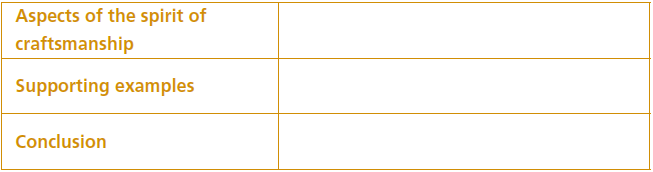 Aspects of the spirit of
craftsmanship
Supporting examples
Conclusion